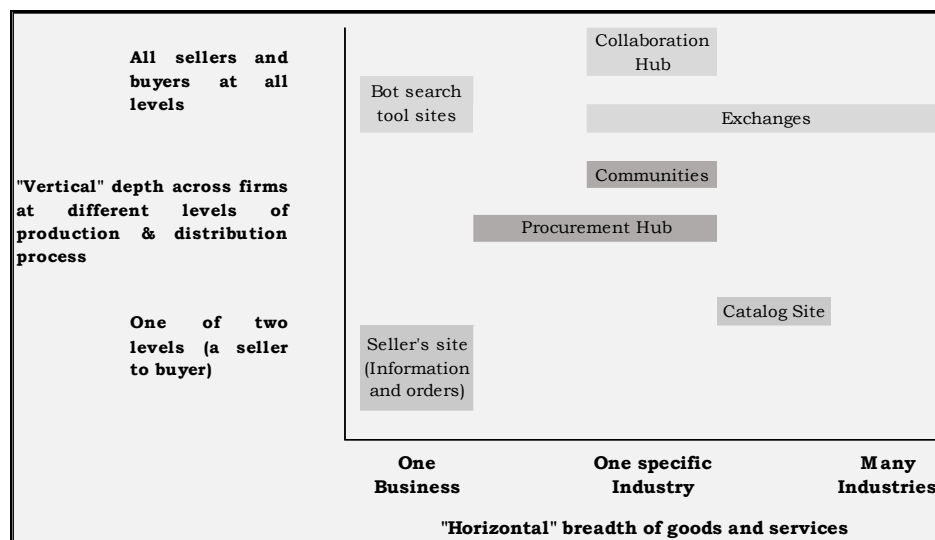 All sellers and
buyers at all
levels
Collaboration
Hub
Bot search
tool sites
Exchanges
"Vertical" depth across firms
at different levels of
production & distribution
process
Communities
Procurement Hub
Catalog Site
One of two
levels (a seller
to buyer)
Seller's site
(Information
and orders)
One
Business
One specific
Industry
Many
Industries
"Horizontal" breadth of goods and services